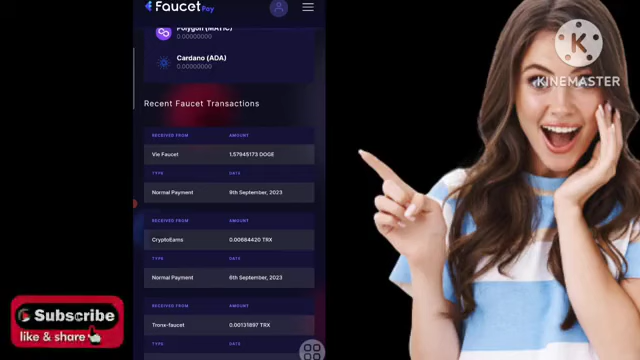 FaucetPay
Polygon (MATIC)
0.00000000
Cardano (ADA)
0.00000000
Recent Faucet Transactions
RECEIVED FROM AMOUNT
Vie Faucet 1.57945173 DOGE
TYPE DATE
Normal Payment 9th September, 2023
RECEIVED FROM AMOUNT
CryptoEarns 0.00684420 TRX
TYPE DATE
Normal Payment 6th September, 2023
RECEIVED FROM AMOUNT
Tronx-faucet 0.00131897 TRX
TYPE DATE
K
KINEMASTER
Subscribe
like & share